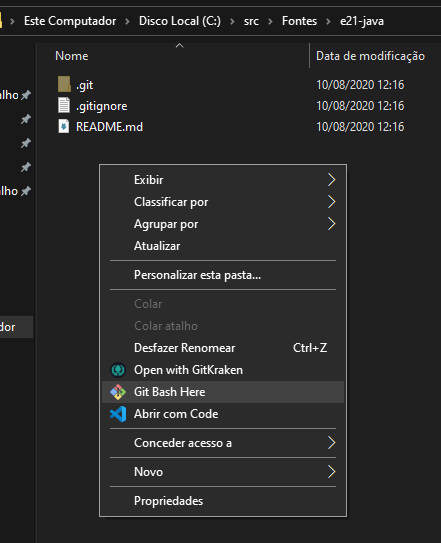 Este Computador > Disco Local (C:) > src > Fontes > e21-java
Nome Data de modificação
.git 10/08/2020 12:16
.gitignore 10/08/2020 12:16
README.md 10/08/2020 12:16
Exibir
Classificar por
Agrupar por
Atualizar
Personalizar esta pasta...
Colar
Colar atalho
Desfazer Renomear Ctrl+Z
Open with GitKraken
Git Bash Here
Abrir com Code
Conceder acesso a
Novo
Propriedades